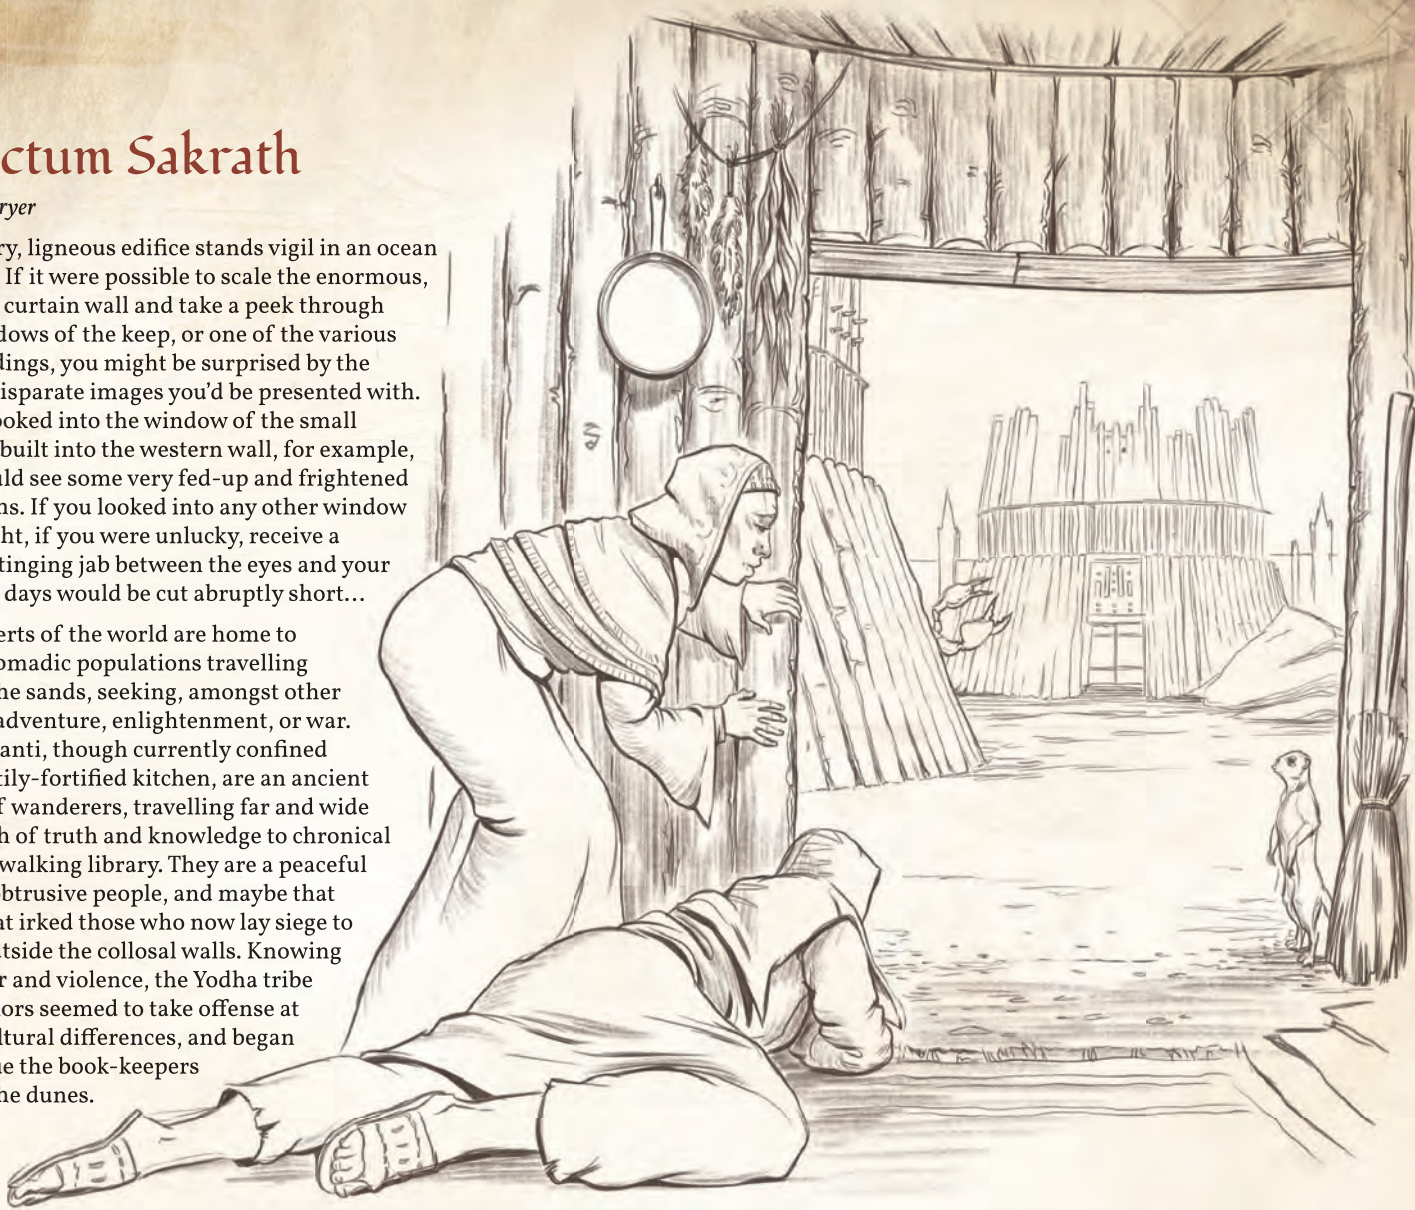 ctum Sakrath
ryer
ry, ligneous edifice stands vigil in an ocean
If it were possible to scale the enormous,
curtain wall and take a peek through
dows of the keep, or one of the various
dings, you might be surprised by the
isparate images you’d be presented with.
ooked into the window of the small
built into the western wall, for example,
uld see some very fed-up and frightened
ns. If you looked into any other window
ht, if you were unlucky, receive a
tinging jab between the eyes and your
days would be cut abruptly short…
erts of the world are home to
omadic populations travelling
he sands, seeking, amongst other
adventure, enlightenment, or war.
anti, though currently confined
tily-fortified kitchen, are an ancient
f wanderers, travelling far and wide
h of truth and knowledge to chronical
walking library. They are a peaceful
obtrusive people, and maybe that
at irked those who now lay siege to
utside the collosal walls. Knowing
r and violence, the Yodha tribe
iors seemed to take offense at
ltural differences, and began
ue the book-keepers
he dunes.